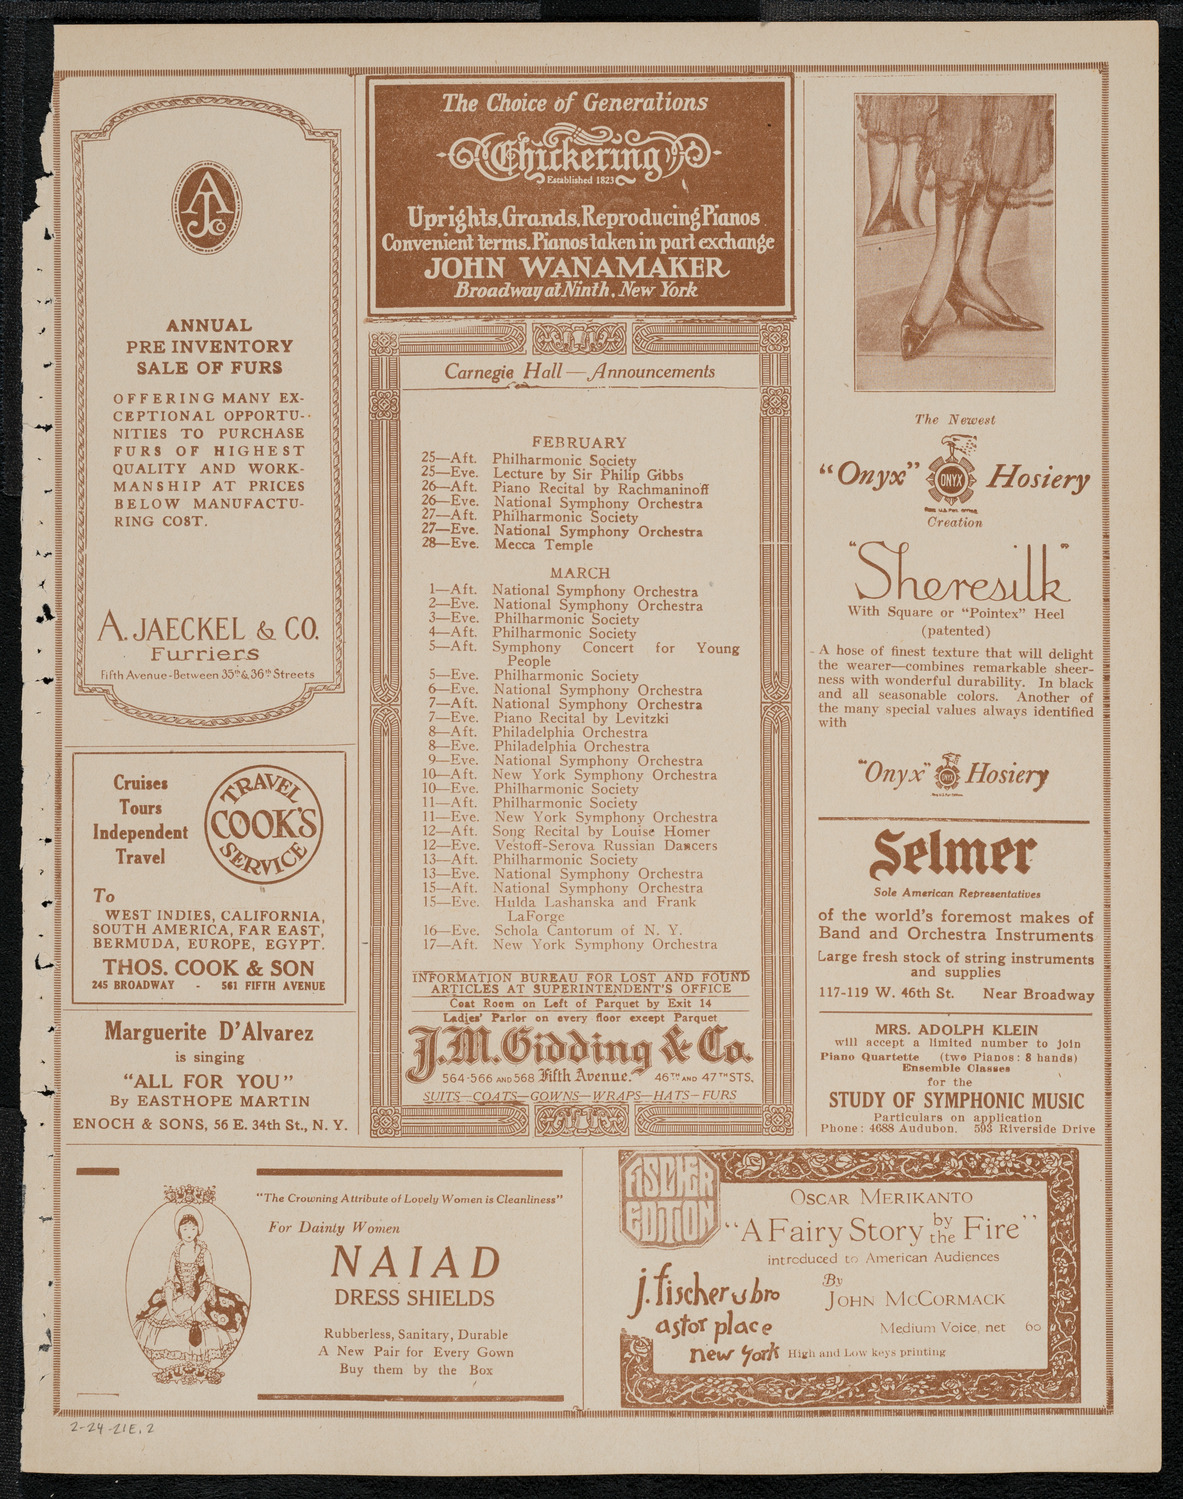 AJCo
ANNUAL
PRE INVENTORY
SALE OF FURS
OFFERING MANY EX-
CEPTIONAL OPPORTU-
NITIES TO PURCHASE
FURS OF HIGHEST
QUALITY AND WORK-
MANSHIP AT PRICES
BELOW MANUFACTU-
RING COST.
A. JAECKEL & CO.
Furriers
Fifth Avenue - Between 35th & 36th Streets
Cruises
Tours
Independent
Travel
TRAVEL
COOK'S
SERVICE
To
WEST INDIES, CALIFORNIA,
SOUTH AMERICA, FAR EAST,
BERMUDA, EUROPE, EGYPT.
THOS. COOK & SON
245 BROADWAY - 561 FIFTH AVENUE
Marguerite D'Alvarez
is singing
"ALL FOR YOU"
By EASTHOPE MARTIN
ENOCH & SONS, 56 E. 34th St., N. Y.
The Choice of Generations
Chickering
Established 1823
Uprights, Grands, Reproducing Pianos
Convenient terms. Pianos taken in part exchange
JOHN WANAMAKER
Broadway at Ninth, New York
Carnegie Hall — Announcements
FEBRUARY
25—Aft. Philharmonic Society
25—Eve. Lecture by Sir Philip Gibbs
26—Aft. Piano Recital by Rachmaninoff
26—Eve. National Symphony Orchestra
27—Aft. Philharmonic Society
27—Eve. National Symphony Orchestra
28—Eve. Mecca Temple
MARCH
1—Aft. National Symphony Orchestra
2—Eve. National Symphony Orchestra
3—Eve. Philharmonic Society
4—Aft. Philharmonic Society
5—Aft. Symphony Concert for Young
People
5—Eve. Philharmonic Society
6—Eve. National Symphony Orchestra
7—Aft. National Symphony Orchestra
7—Eve. Piano Recital by Levitzki
8—Aft. Philadelphia Orchestra
8—Eve. Philadelphia Orchestra
9—Eve. National Symphony Orchestra
10—Aft. New York Symphony Orchestra
10—Eve. Philharmonic Society
11—Aft. Philharmonic Society
11—Eve. New York Symphony Orchestra
12—Aft. Song Recital by Louise Homer
12—Eve. Vestoff-Serova Russian Dancers
13—Aft. Philharmonic Society
13—Eve. National Symphony Orchestra
15—Aft. National Symphony Orchestra
15—Eve. Hulda Lashanska and Frank
LaForge
16—Eve. Schola Cantorum of N. Y.
17—Aft. New York Symphony Orchestra
INFORMATION BUREAU FOR LOST AND FOUND
ARTICLES AT SUPERINTENDENT'S OFFICE
Coat Room on Left of Parquet by Exit 14
Ladies' Parlor on every floor except Parquet
J.M. Gidding & Co.
564-566 AND 568 Fifth Avenue. 46TH AND 47TH STS.
SUITS—COATS—GOWNS—WRAPS—HATS—FURS
The Newest
"Onyx" ONYX Hosiery
Creation
"Sheresilk"
With Square or "Pointex" Heel
(patented)
A hose of finest texture that will delight
the wearer—combines remarkable sheer-
ness with wonderful durability. In black
and all seasonable colors. Another of
the many special values always identified
with
"Onyx" ONYX Hosiery
Selmer
Sole American Representatives
of the world's foremost makes of
Band and Orchestra Instruments
Large fresh stock of string instruments
and supplies
117-119 W. 46th St. Near Broadway
MRS. ADOLPH KLEIN
will accept a limited number to join
Piano Quartette (two Pianos: 8 hands)
Ensemble Classes
for the
STUDY OF SYMPHONIC MUSIC
Particulars on application
Phone: 4688 Audubon. 593 Riverside Drive
"The Crowning Attribute of Lovely Women is Cleanliness"
For Dainty Women
NAIAD
DRESS SHIELDS
Rubberless, Sanitary, Durable
A New Pair for Every Gown
Buy them by the Box
FISCHER
EDITION
OSCAR MERIKANTO
"A Fairy Story by the Fire"
introduced to American Audiences
By
JOHN McCORMACK
Medium Voice, net 60
High and Low keys printing
j. fischer & bro
astor place
new york
2-24-21E.2